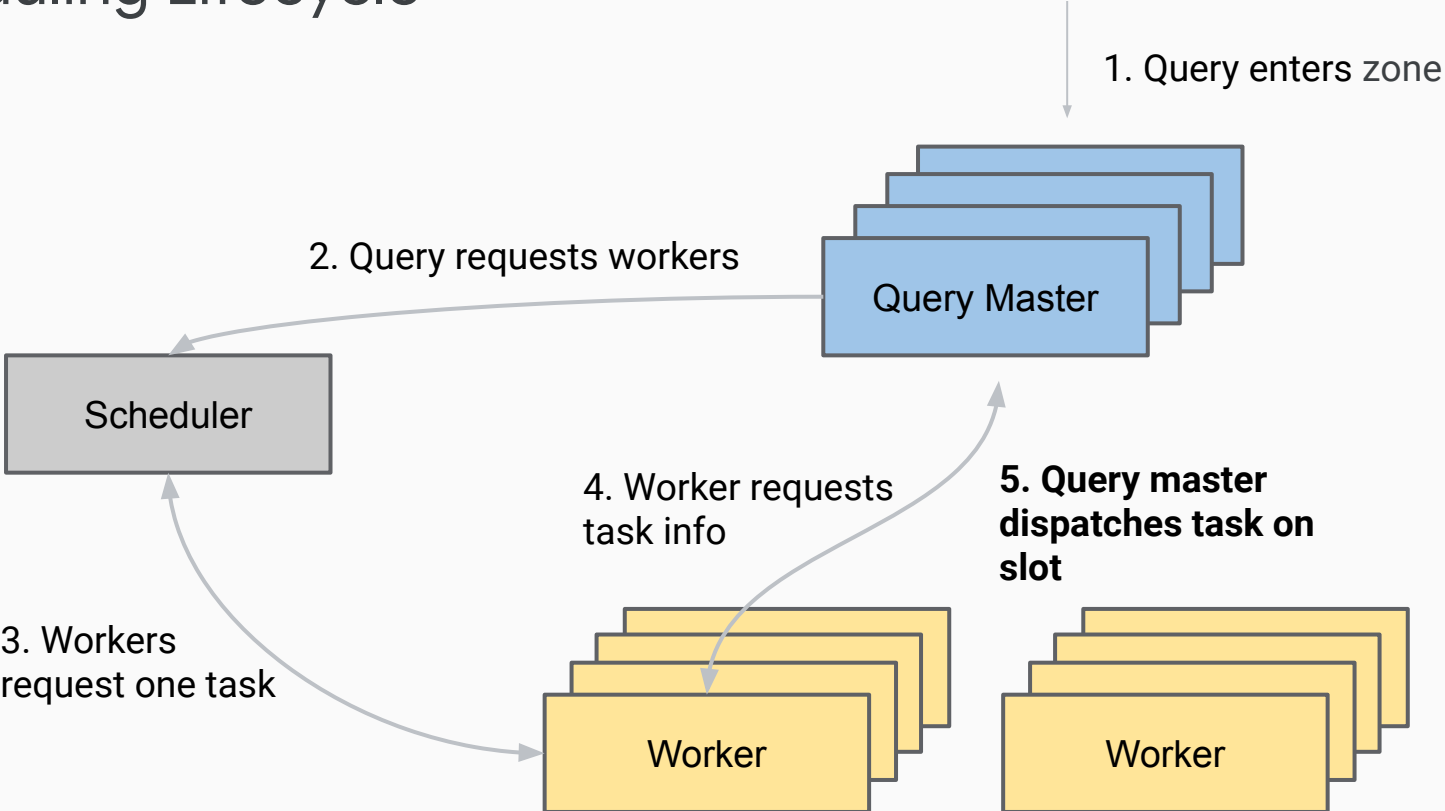 Lifecycle
1. Query enters zone
2. Query requests workers
Query Master
Scheduler
4. Worker requests
task info
5. Query master
dispatches task on
slot
3. Workers
request one task
Worker
Worker